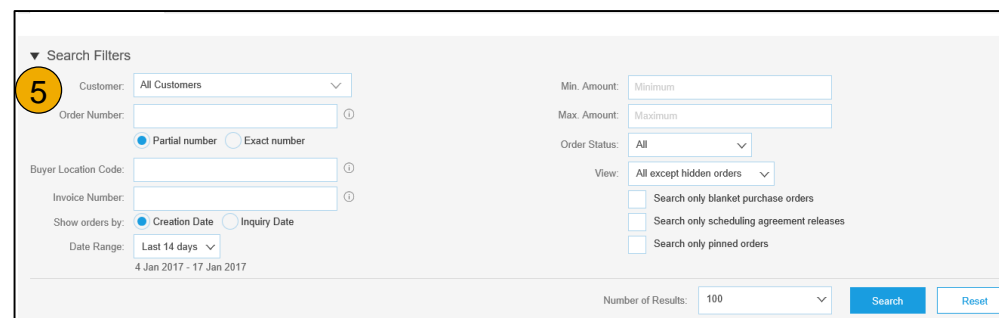 ▼ Search Filters
5
Customer: All Customers
Order Number:
Partial number Exact number
Buyer Location Code:
Invoice Number:
Show orders by: Creation Date Inquiry Date
Date Range: Last 14 days
4 Jan 2017 - 17 Jan 2017
Min. Amount: Minimum
Max. Amount: Maximum
Order Status: All
View: All except hidden orders
Search only blanket purchase orders
Search only scheduling agreement releases
Search only pinned orders
Number of Results: 100 Search Reset